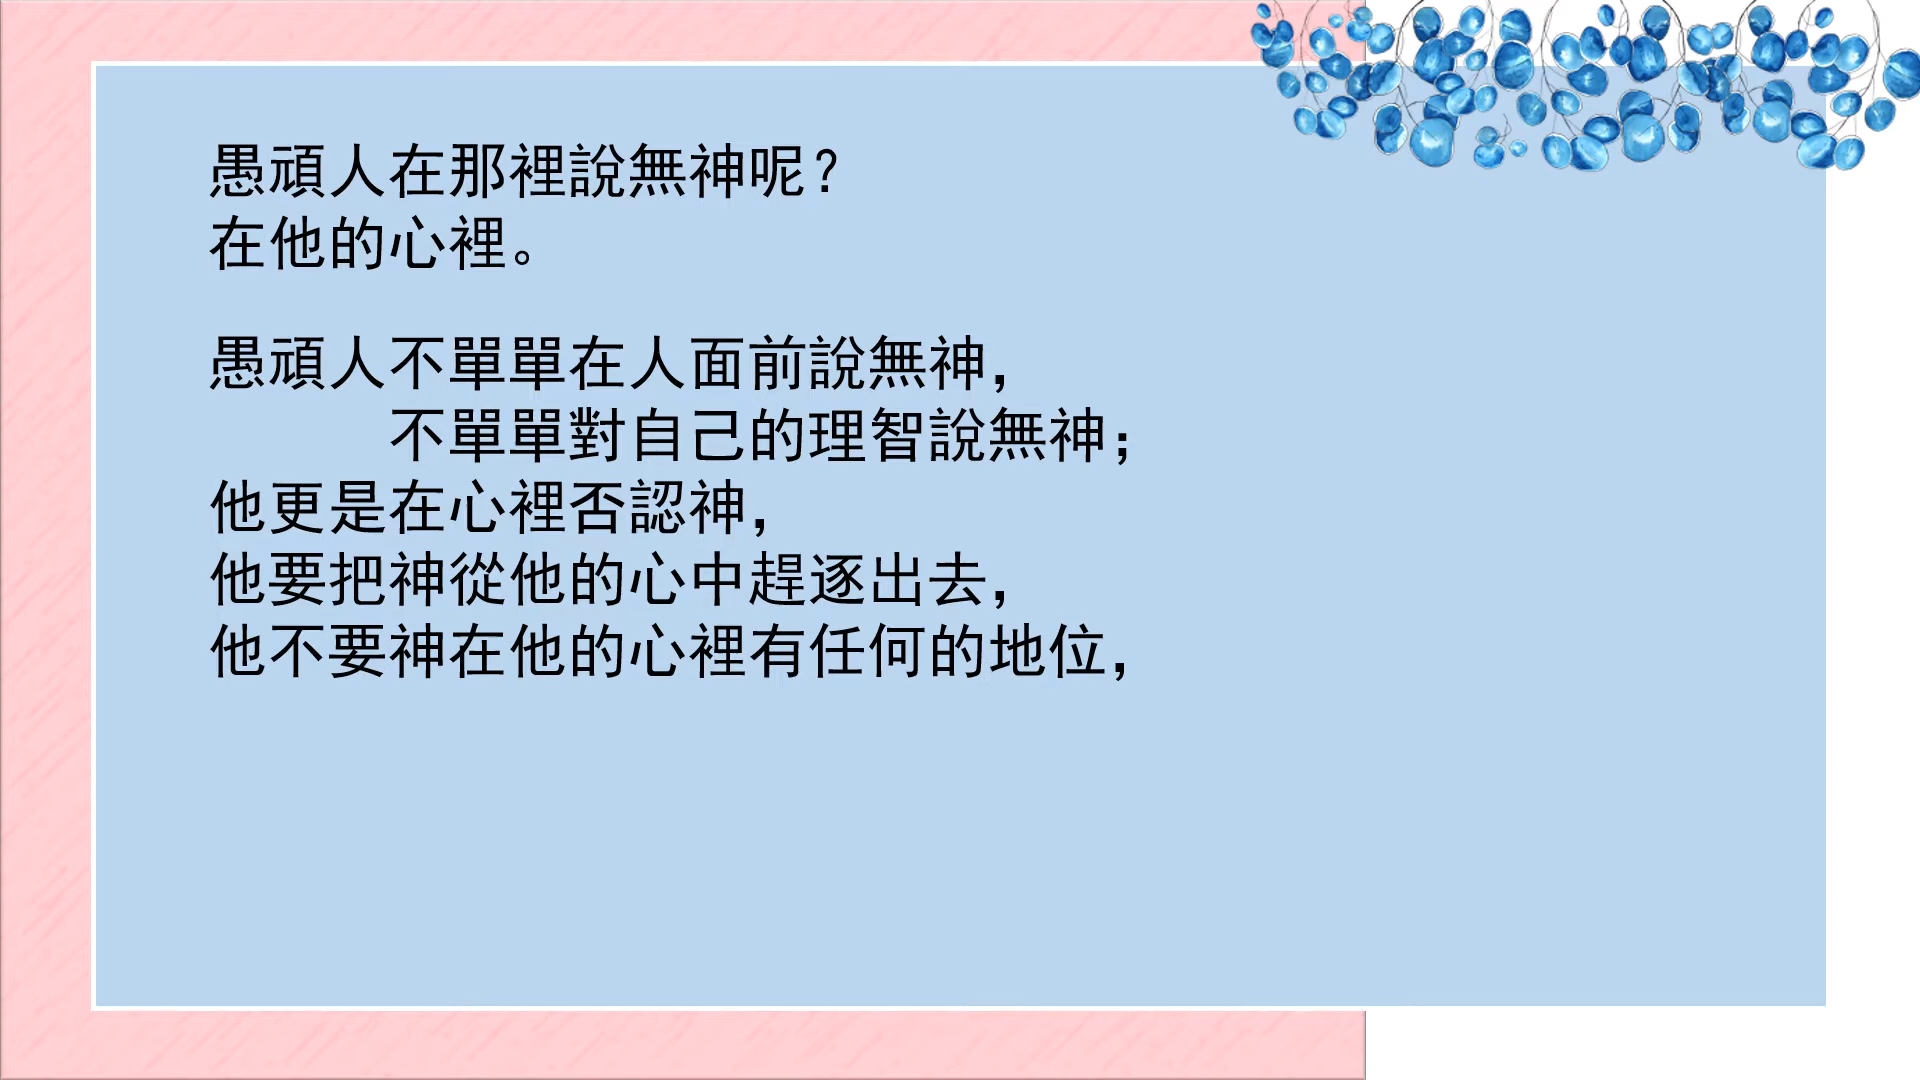 愚頑人在那裡說無神呢?
在他的心裡。
愚頑人不單單在人面前說無神,
不單單對自己的理智說無神;
他更是在心裡否認神,
他要把神從他的心中趕逐出去,
他不要神在他的心裡有任何的地位,